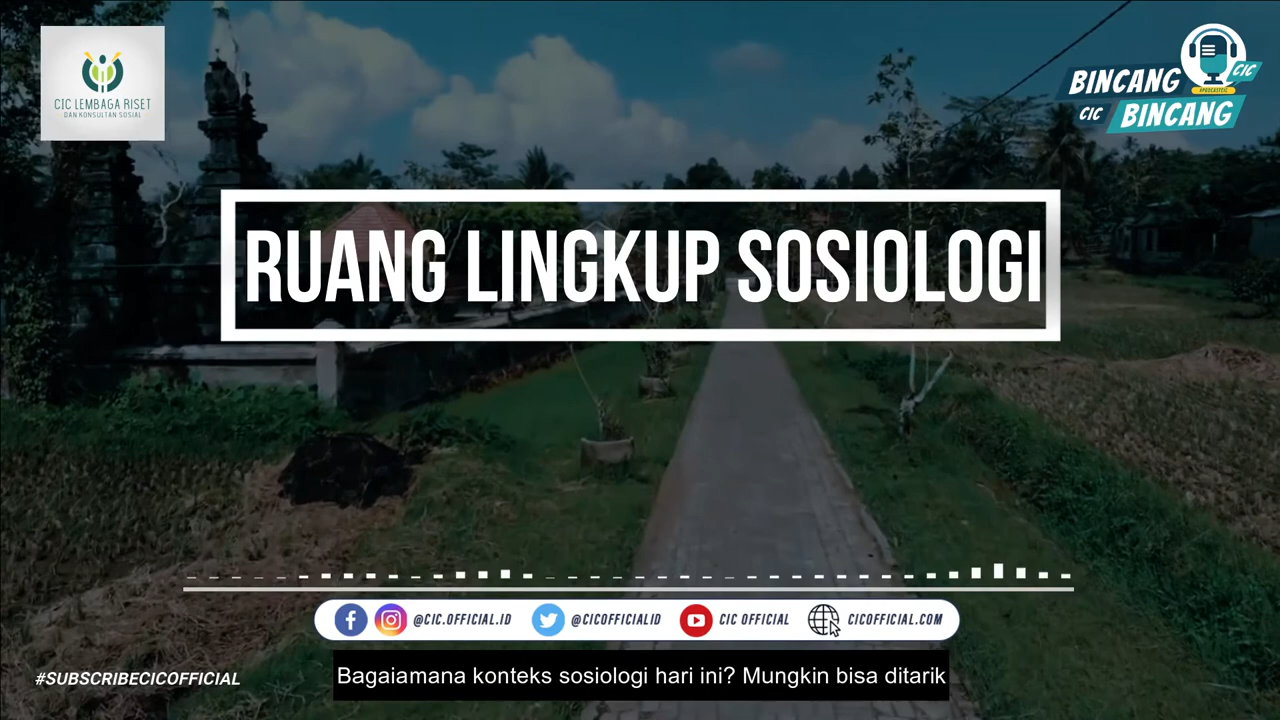 CIC LEMBAGA RISET
DAN KONSULTAN SOSIAL
BINCANG
CIC
#PODCASTCIC
CIC BINCANG
RUANG LINGKUP SOSIOLOGI
@CIC.OFFICIAL.ID
@CICOFFICIALID
CIC OFFICIAL
CICOFFICIAL.COM
#SUBSCRIBECICOFFICIAL
Bagaiamana konteks sosiologi hari ini? Mungkin bisa ditarik